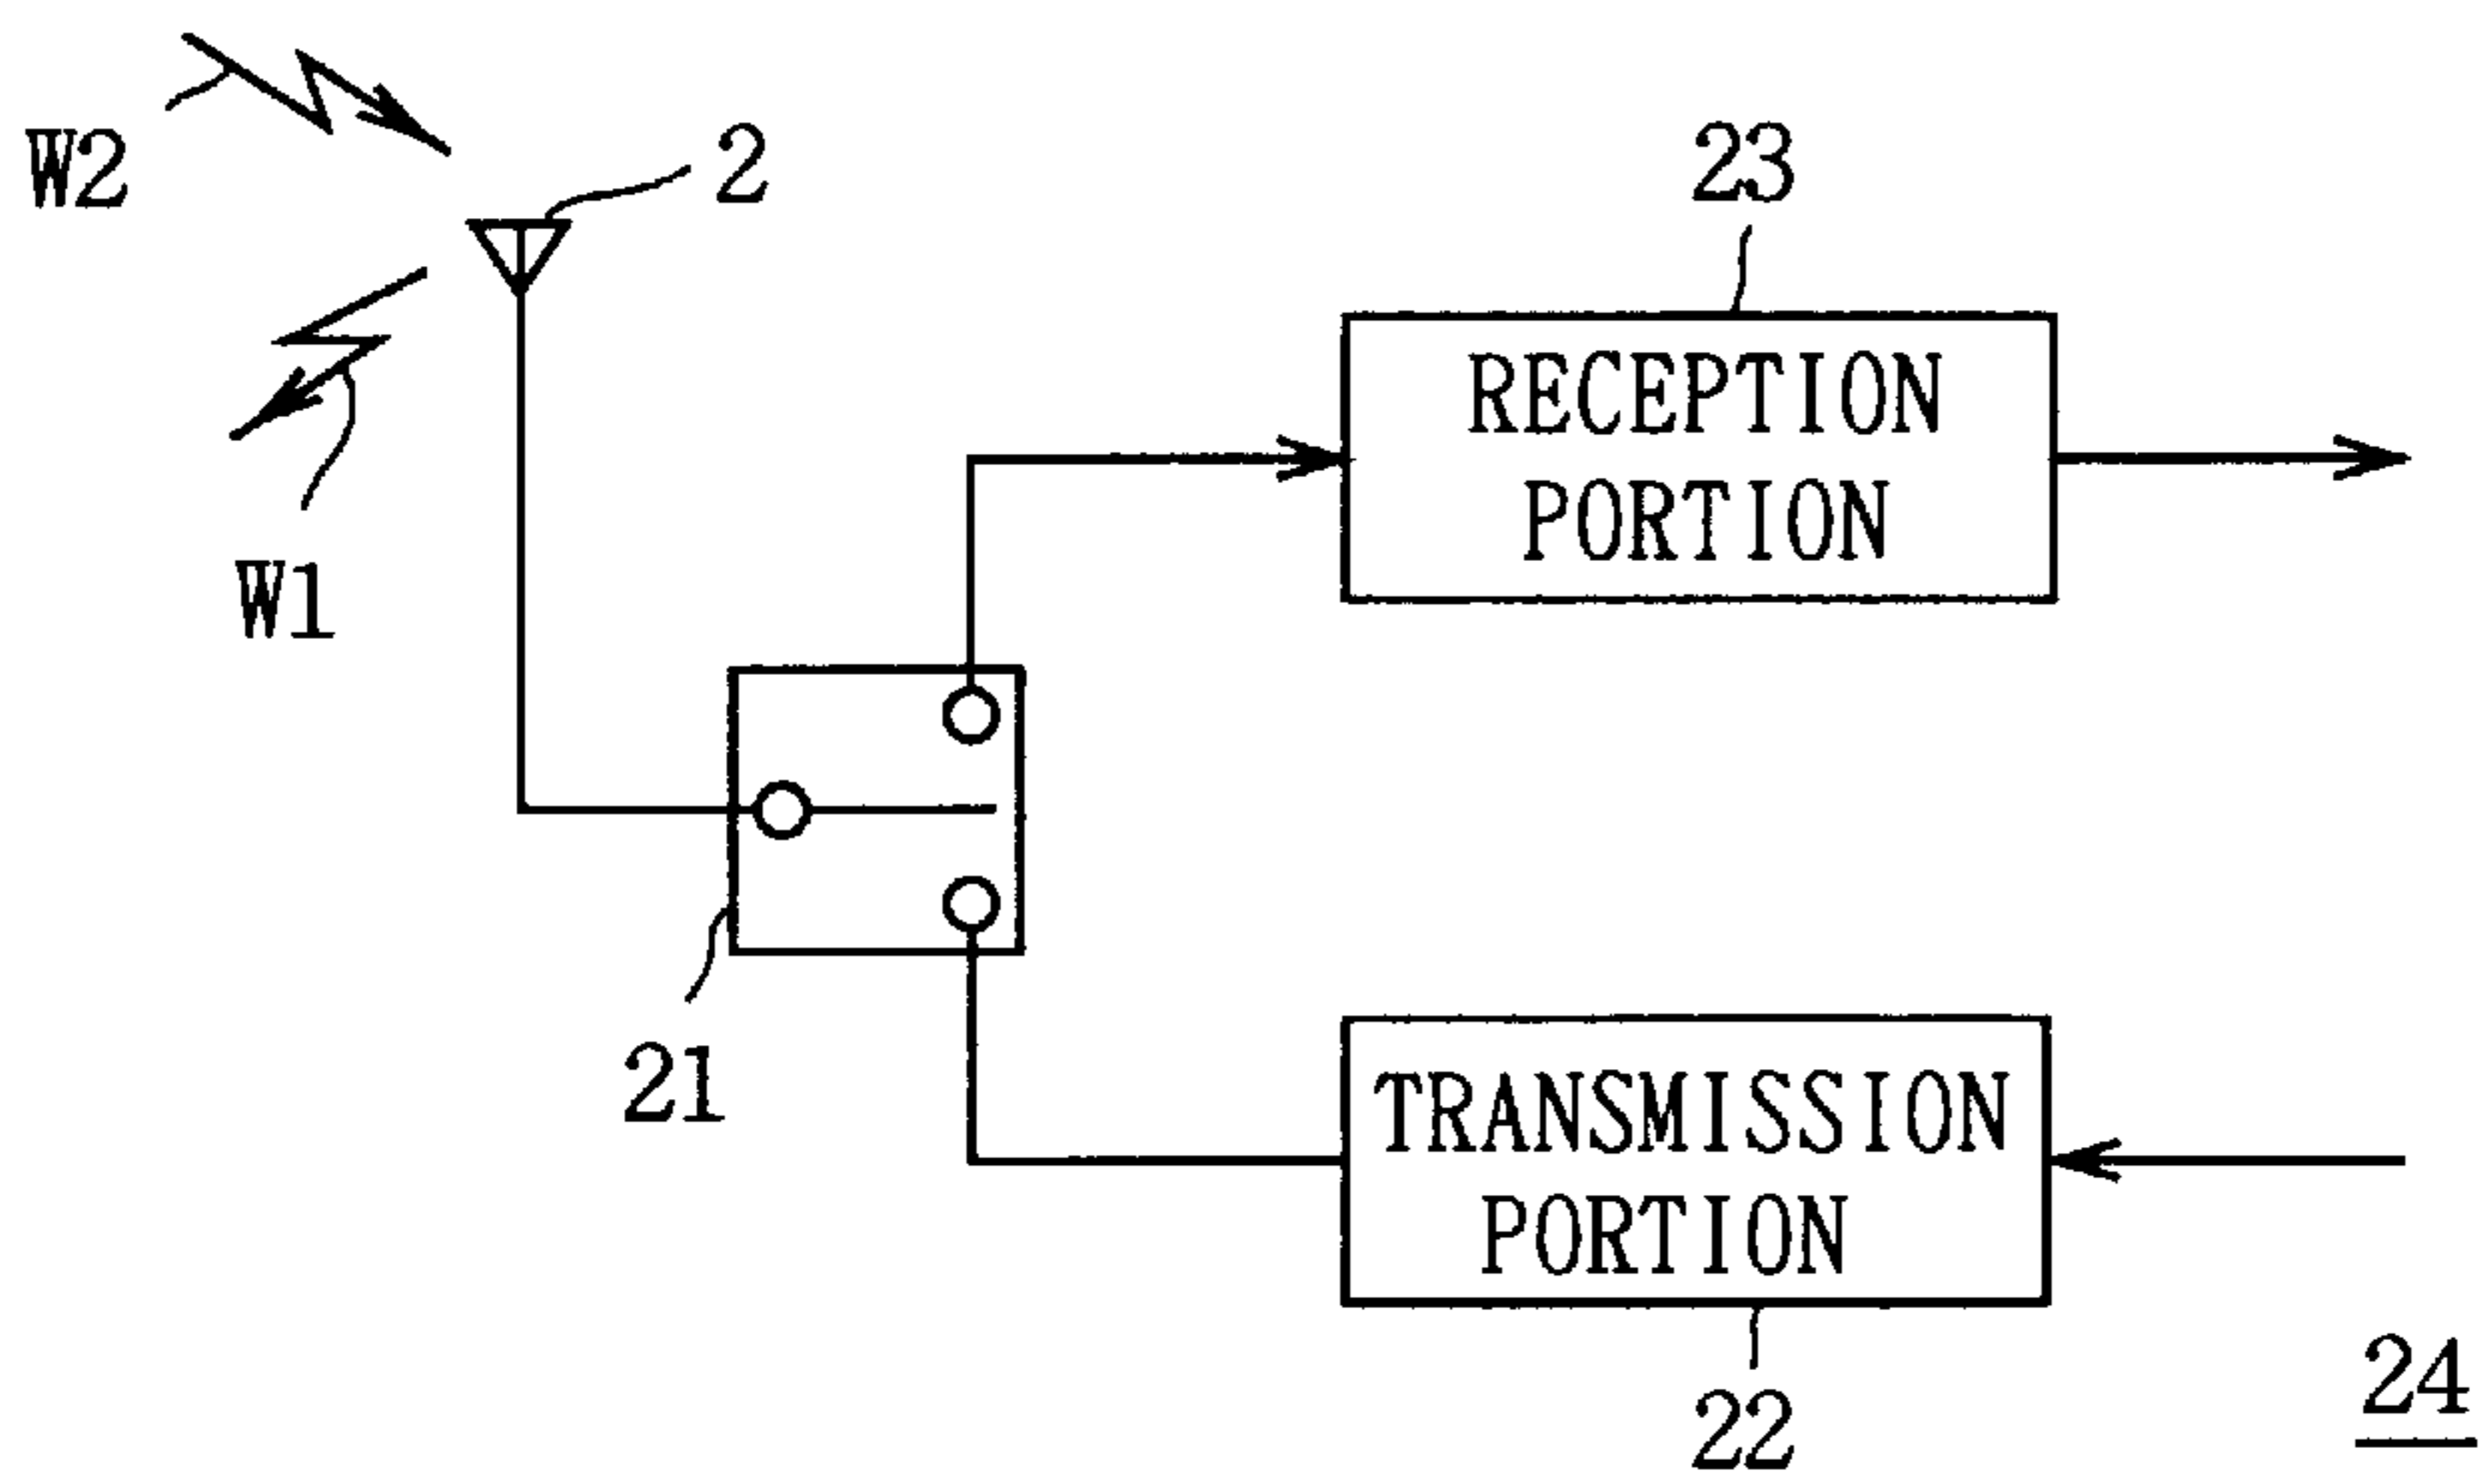 W2
2
23
RECEPTION
PORTION
W1
21
TRANSMISSION
PORTION
22
24